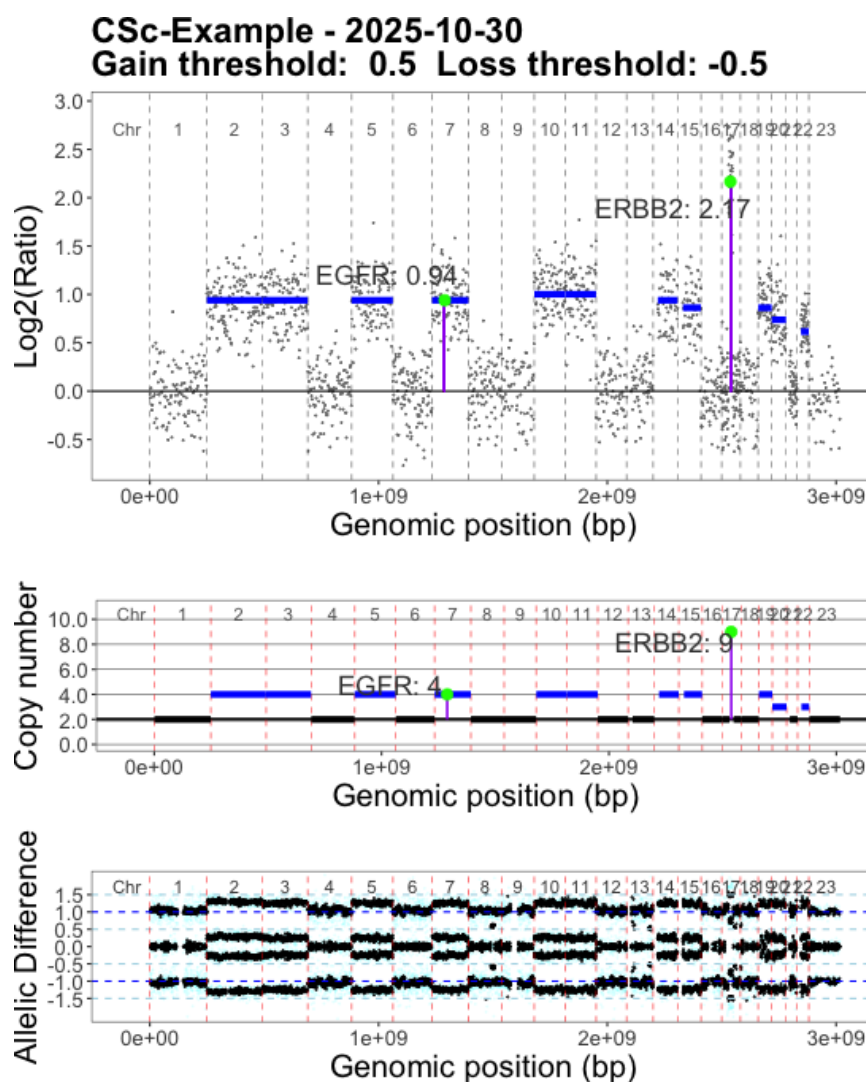 CSc-Example - 2025-10-30
Gain threshold:  0.5  Loss threshold: -0.5
Log2(Ratio)
3.0
2.5
2.0
1.5
1.0
0.5
0.0
-0.5
Chr 1 2 3 4 5 6 7 8 9 10 11 12 13 14 15 16 17 18 19 20 21 22 23
ERBB2: 2.17
EGFR: 0.94
0e+00 1e+09 2e+09 3e+09
Genomic position (bp)
Copy number
10.0
8.0
6.0
4.0
2.0
0.0
Chr 1 2 3 4 5 6 7 8 9 10 11 12 13 14 15 16 17 18 19 20 21 22 23
ERBB2: 9
EGFR: 4
0e+00 1e+09 2e+09 3e+09
Genomic position (bp)
Allelic Difference
1.5
1.0
0.5
0.0
-0.5
-1.0
-1.5
Chr 1 2 3 4 5 6 7 8 9 10 11 12 13 14 15 16 17 18 19 20 21 22 23
0e+00 1e+09 2e+09 3e+09
Genomic position (bp)